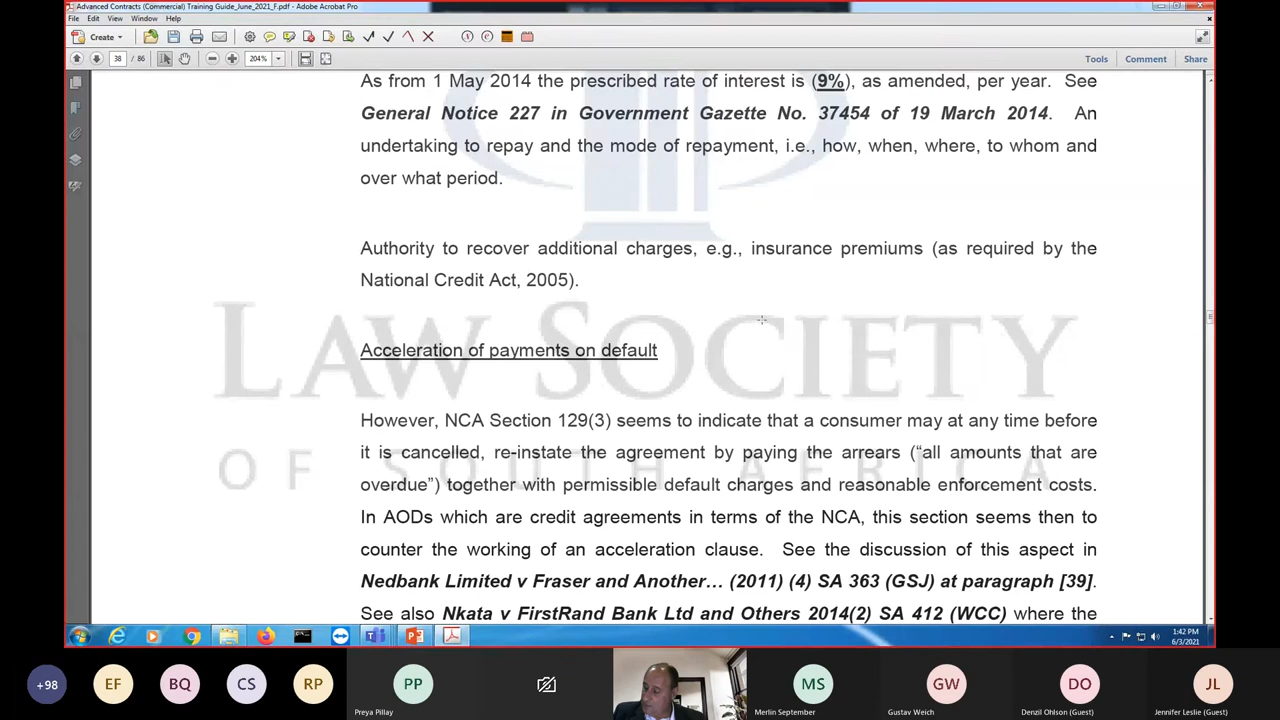 Advanced Contracts (Commercial) Training Guide_June_2021_F.pdf - Adobe Acrobat Pro
File Edit View Window Help
Create
38 / 86 204% Tools Comment Share
As from 1 May 2014 the prescribed rate of interest is (9%), as amended, per year. See
General Notice 227 in Government Gazette No. 37454 of 19 March 2014. An
undertaking to repay and the mode of repayment, i.e., how, when, where, to whom and
over what period.
Authority to recover additional charges, e.g., insurance premiums (as required by the
National Credit Act, 2005).
LAW SOCIETY
Acceleration of payments on default
However, NCA Section 129(3) seems to indicate that a consumer may at any time before
it is cancelled, re-instate the agreement by paying the arrears (“all amounts that are
OF SOUTH AFRICA
overdue”) together with permissible default charges and reasonable enforcement costs.
In AODs which are credit agreements in terms of the NCA, this section seems then to
counter the working of an acceleration clause. See the discussion of this aspect in
Nedbank Limited v Fraser and Another… (2011) (4) SA 363 (GSJ) at paragraph [39].
See also Nkata v FirstRand Bank Ltd and Others 2014(2) SA 412 (WCC) where the
1:42 PM
6/3/2021
+98 EF BQ CS RP PP MS GW DO JL
Preya Pillay Merlin September Gustav Weich Denzil Ohlson (Guest) Jennifer Leslie (Guest)